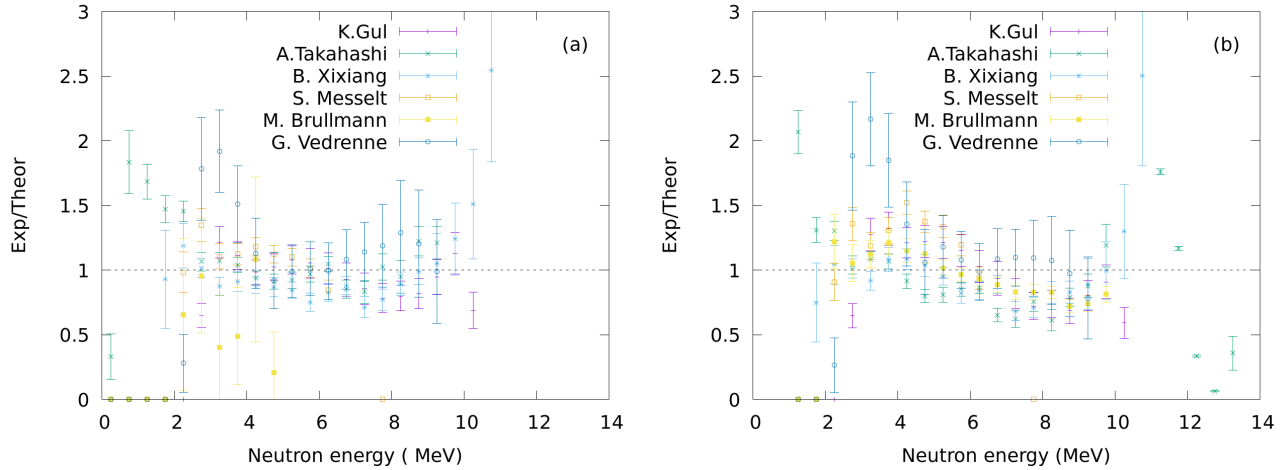 3
2.5
2
1.5
1
0.5
0
0 2 4 6 8 10 12 14
Exp/Theor
Neutron energy ( MeV)
K.Gul
A.Takahashi
B. Xixiang
S. Messelt
M. Brullmann
G. Vedrenne
(a)
3
2.5
2
1.5
1
0.5
0
0 2 4 6 8 10 12 14
Exp/Theor
Neutron energy (MeV)
K.Gul
A.Takahashi
B. Xixiang
S. Messelt
M. Brullmann
G. Vedrenne
(b)